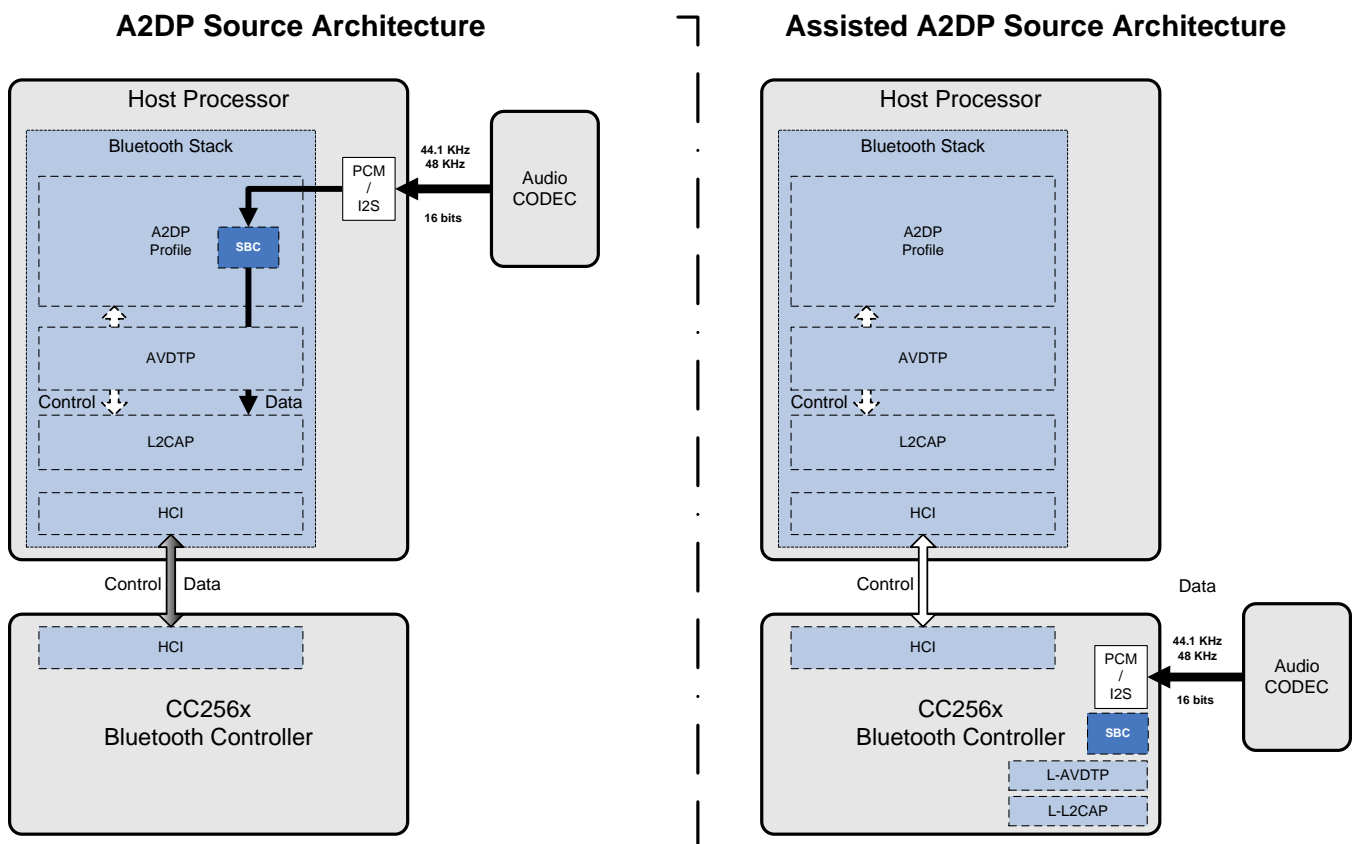 A2DP Source Architecture
Host Processor
Bluetooth Stack
A2DP
Profile
SBC
PCM
/
I2S
44.1 KHz
48 KHz
16 bits
Audio
CODEC
AVDTP
Control
Data
L2CAP
HCI
Control
Data
HCI
CC256x
Bluetooth Controller
Assisted A2DP Source Architecture
Host Processor
Bluetooth Stack
A2DP
Profile
AVDTP
Control
L2CAP
HCI
Control
Data
HCI
PCM
/
I2S
44.1 KHz
48 KHz
16 bits
Audio
CODEC
CC256x
Bluetooth Controller
SBC
L-AVDTP
L-L2CAP